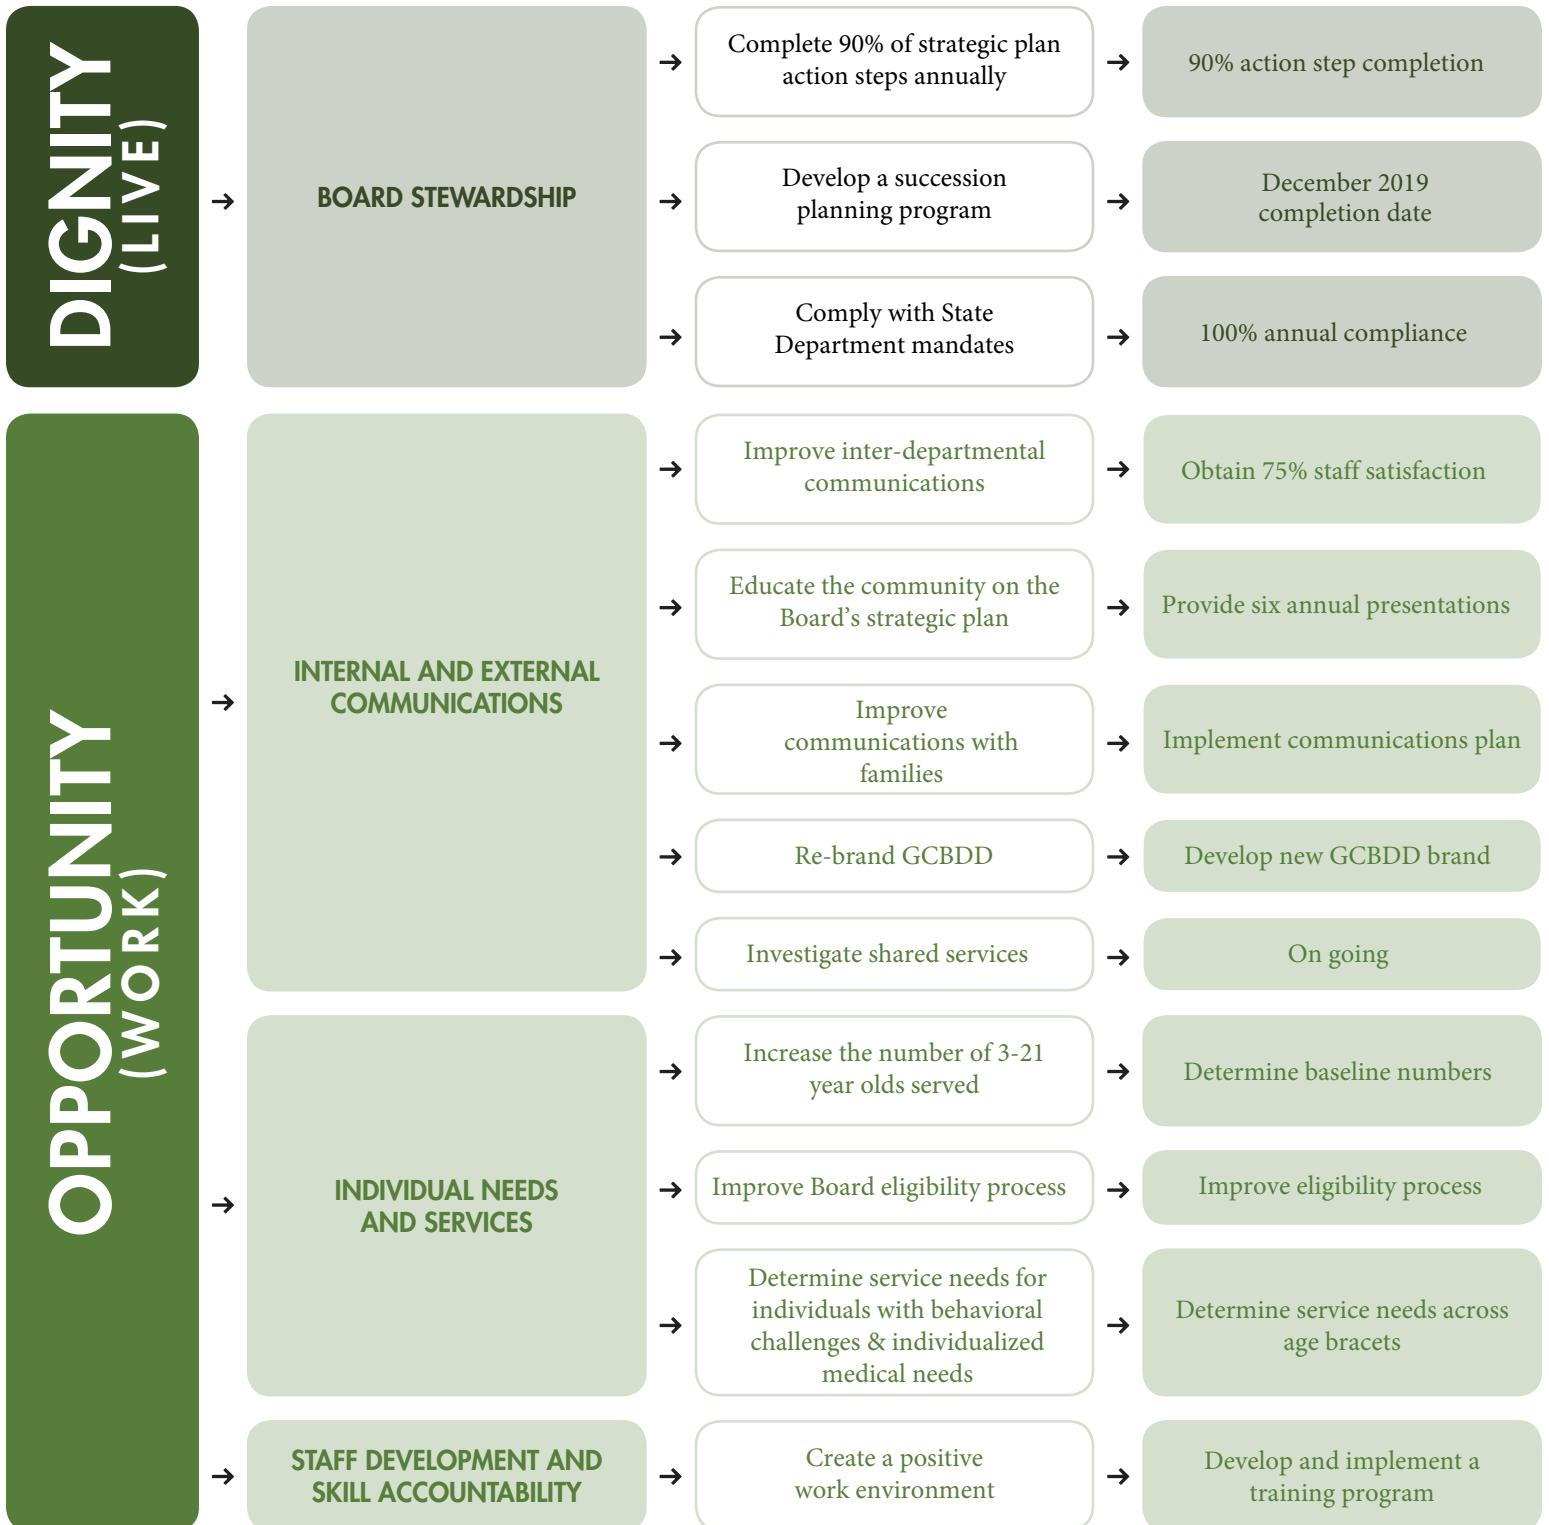 DIGNITY
(LIVE)
BOARD STEWARDSHIP
Complete 90% of strategic plan
action steps annually
90% action step completion
Develop a succession
planning program
December 2019
completion date
Comply with State
Department mandates
100% annual compliance
OPPORTUNITY
(WORK)
INTERNAL AND EXTERNAL
COMMUNICATIONS
Improve inter-departmental
communications
Obtain 75% staff satisfaction
Educate the community on the
Board’s strategic plan
Provide six annual presentations
Improve
communications with
families
Implement communications plan
Re-brand GCBDD
Develop new GCBDD brand
Investigate shared services
On going
INDIVIDUAL NEEDS
AND SERVICES
Increase the number of 3-21
year olds served
Determine baseline numbers
Improve Board eligibility process
Improve eligibility process
Determine service needs for
individuals with behavioral
challenges & individualized
medical needs
Determine service needs across
age bracets
STAFF DEVELOPMENT AND
SKILL ACCOUNTABILITY
Create a positive
work environment
Develop and implement a
training program